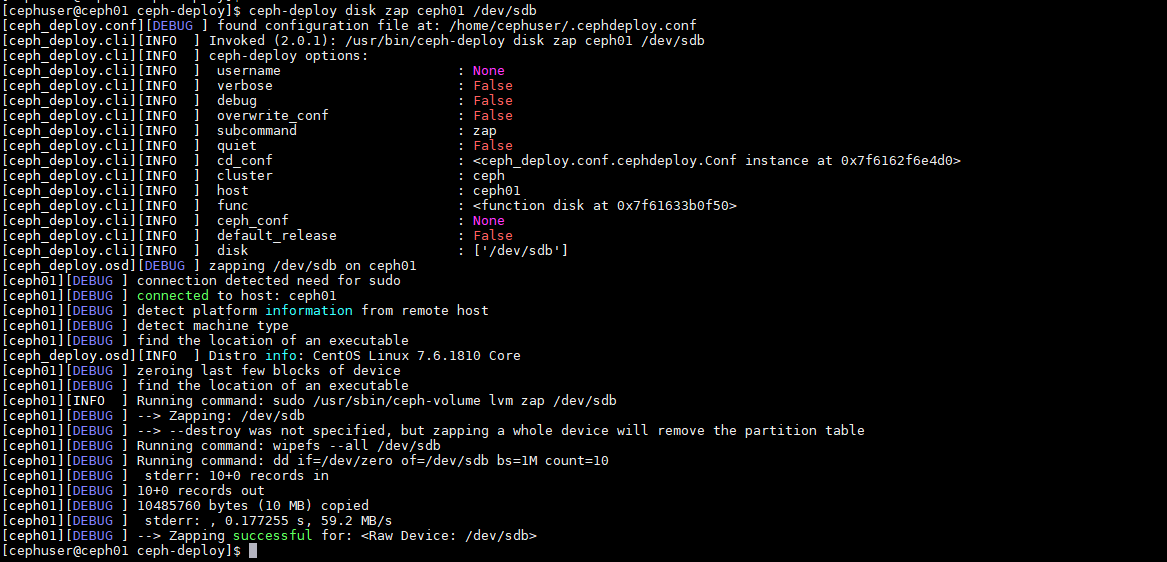 [cephuser@ceph01 ceph-deploy]$ ceph-deploy disk zap ceph01 /dev/sdb
[ceph_deploy.conf][DEBUG ] found configuration file at: /home/cephuser/.cephdeploy.conf
[ceph_deploy.cli][INFO  ] Invoked (2.0.1): /usr/bin/ceph-deploy disk zap ceph01 /dev/sdb
[ceph_deploy.cli][INFO  ] ceph-deploy options:
[ceph_deploy.cli][INFO  ]  username                      : None
[ceph_deploy.cli][INFO  ]  verbose                       : False
[ceph_deploy.cli][INFO  ]  debug                         : False
[ceph_deploy.cli][INFO  ]  overwrite_conf                : False
[ceph_deploy.cli][INFO  ]  subcommand                    : zap
[ceph_deploy.cli][INFO  ]  quiet                         : False
[ceph_deploy.cli][INFO  ]  cd_conf                       : <ceph_deploy.conf.cephdeploy.Conf instance at 0x7f6162f6e4d0>
[ceph_deploy.cli][INFO  ]  cluster                       : ceph
[ceph_deploy.cli][INFO  ]  host                          : ceph01
[ceph_deploy.cli][INFO  ]  func                          : <function disk at 0x7f61633b0f50>
[ceph_deploy.cli][INFO  ]  ceph_conf                     : None
[ceph_deploy.cli][INFO  ]  default_release               : False
[ceph_deploy.cli][INFO  ]  disk                          : ['/dev/sdb']
[ceph_deploy.osd][DEBUG ] zapping /dev/sdb on ceph01
[ceph01][DEBUG ] connection detected need for sudo
[ceph01][DEBUG ] connected to host: ceph01
[ceph01][DEBUG ] detect platform information from remote host
[ceph01][DEBUG ] detect machine type
[ceph01][DEBUG ] find the location of an executable
[ceph_deploy.osd][INFO  ] Distro info: CentOS Linux 7.6.1810 Core
[ceph01][DEBUG ] zeroing last few blocks of device
[ceph01][DEBUG ] find the location of an executable
[ceph01][INFO  ] Running command: sudo /usr/sbin/ceph-volume lvm zap /dev/sdb
[ceph01][DEBUG ] --> Zapping: /dev/sdb
[ceph01][DEBUG ] --> --destroy was not specified, but zapping a whole device will remove the partition table
[ceph01][DEBUG ] Running command: wipefs --all /dev/sdb
[ceph01][DEBUG ] Running command: dd if=/dev/zero of=/dev/sdb bs=1M count=10
[ceph01][DEBUG ]  stderr: 10+0 records in
[ceph01][DEBUG ] 10+0 records out
[ceph01][DEBUG ] 10485760 bytes (10 MB) copied
[ceph01][DEBUG ]  stderr: , 0.177255 s, 59.2 MB/s
[ceph01][DEBUG ] --> Zapping successful for: <Raw Device: /dev/sdb>
[cephuser@ceph01 ceph-deploy]$